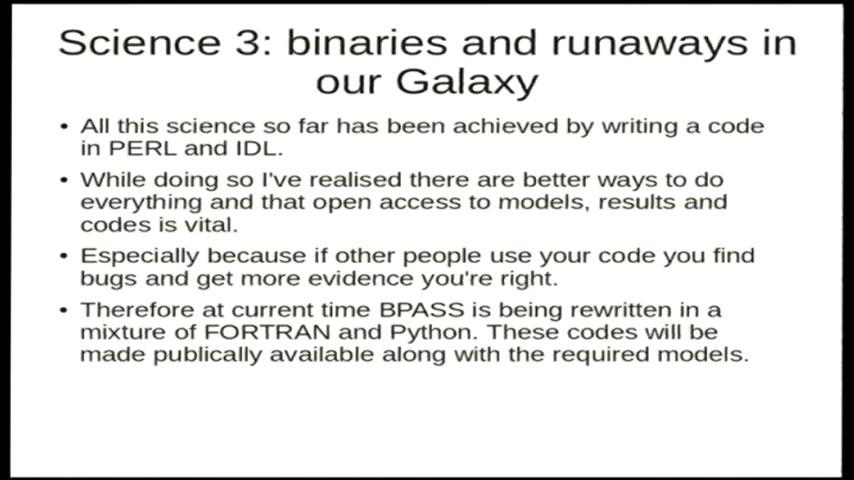 Science 3: binaries and runaways in
our Galaxy
• All this science so far has been achieved by writing a code
in PERL and IDL.
• While doing so I've realised there are better ways to do
everything and that open access to models, results and
codes is vital.
• Especially because if other people use your code you find
bugs and get more evidence you're right.
• Therefore at current time BPASS is being rewritten in a
mixture of FORTRAN and Python. These codes will be
made publically available along with the required models.